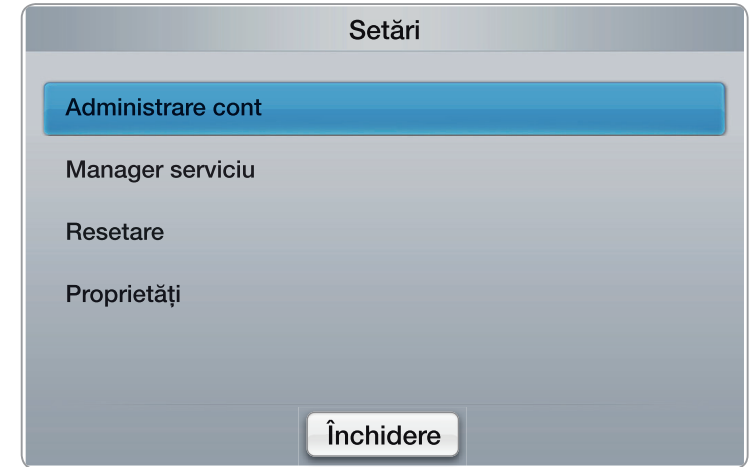 Setări
Administrare cont
Manager serviciu
Resetare
Proprietăți
Închidere